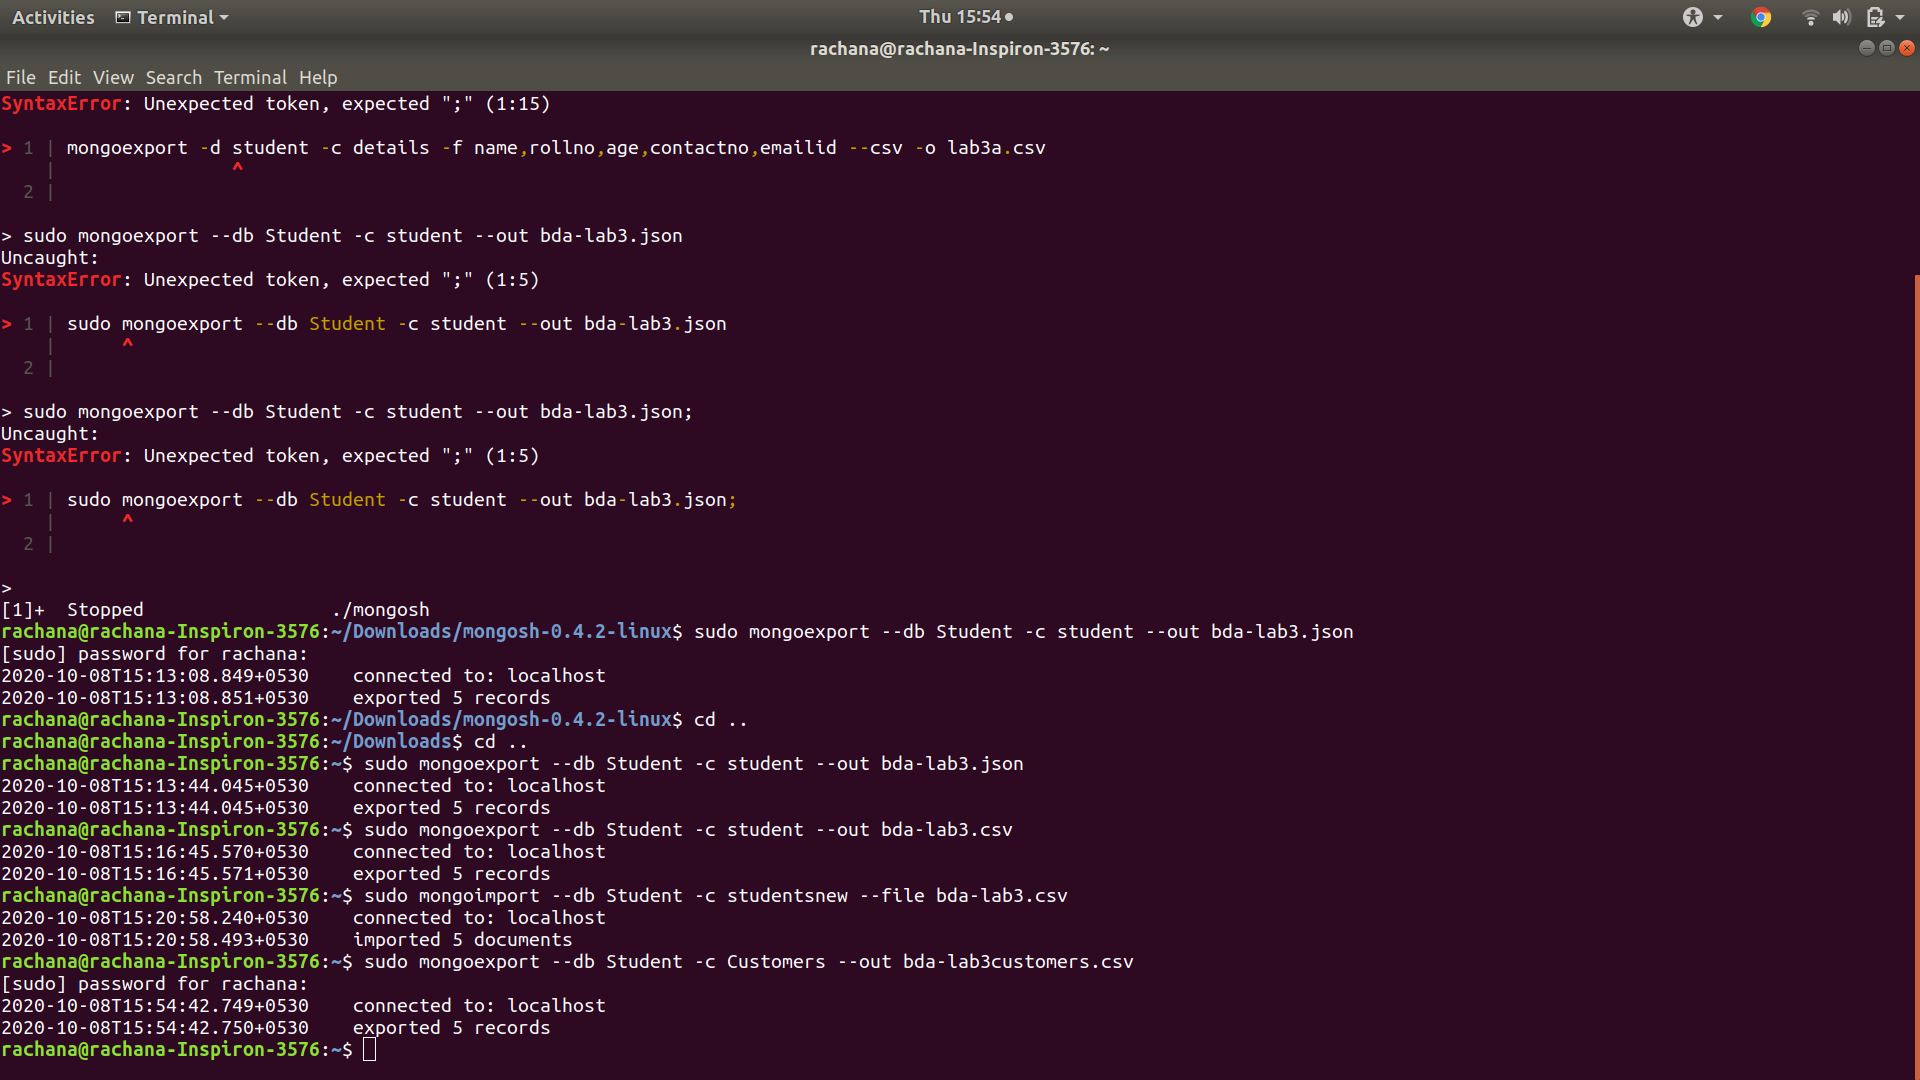 Activities Terminal Thu 15:54
rachana@rachana-Inspiron-3576: ~
File Edit View Search Terminal Help
SyntaxError: Unexpected token, expected ";" (1:15)
> 1 | mongoexport -d student -c details -f name,rollno,age,contactno,emailid --csv -o lab3a.csv
| ^
2 |
> sudo mongoexport --db Student -c student --out bda-lab3.json
Uncaught:
SyntaxError: Unexpected token, expected ";" (1:5)
> 1 | sudo mongoexport --db Student -c student --out bda-lab3.json
| ^
2 |
> sudo mongoexport --db Student -c student --out bda-lab3.json;
Uncaught:
SyntaxError: Unexpected token, expected ";" (1:5)
> 1 | sudo mongoexport --db Student -c student --out bda-lab3.json;
| ^
2 |
>
[1]+  Stopped                 ./mongosh
rachana@rachana-Inspiron-3576:~/Downloads/mongosh-0.4.2-linux$ sudo mongoexport --db Student -c student --out bda-lab3.json
[sudo] password for rachana:
2020-10-08T15:13:08.849+0530    connected to: localhost
2020-10-08T15:13:08.851+0530    exported 5 records
rachana@rachana-Inspiron-3576:~/Downloads/mongosh-0.4.2-linux$ cd ..
rachana@rachana-Inspiron-3576:~/Downloads$ cd ..
rachana@rachana-Inspiron-3576:~$ sudo mongoexport --db Student -c student --out bda-lab3.json
2020-10-08T15:13:44.045+0530    connected to: localhost
2020-10-08T15:13:44.045+0530    exported 5 records
rachana@rachana-Inspiron-3576:~$ sudo mongoexport --db Student -c student --out bda-lab3.csv
2020-10-08T15:16:45.570+0530    connected to: localhost
2020-10-08T15:16:45.571+0530    exported 5 records
rachana@rachana-Inspiron-3576:~$ sudo mongoimport --db Student -c studentsnew --file bda-lab3.csv
2020-10-08T15:20:58.240+0530    connected to: localhost
2020-10-08T15:20:58.493+0530    imported 5 documents
rachana@rachana-Inspiron-3576:~$ sudo mongoexport --db Student -c Customers --out bda-lab3customers.csv
[sudo] password for rachana:
2020-10-08T15:54:42.749+0530    connected to: localhost
2020-10-08T15:54:42.750+0530    exported 5 records
rachana@rachana-Inspiron-3576:~$